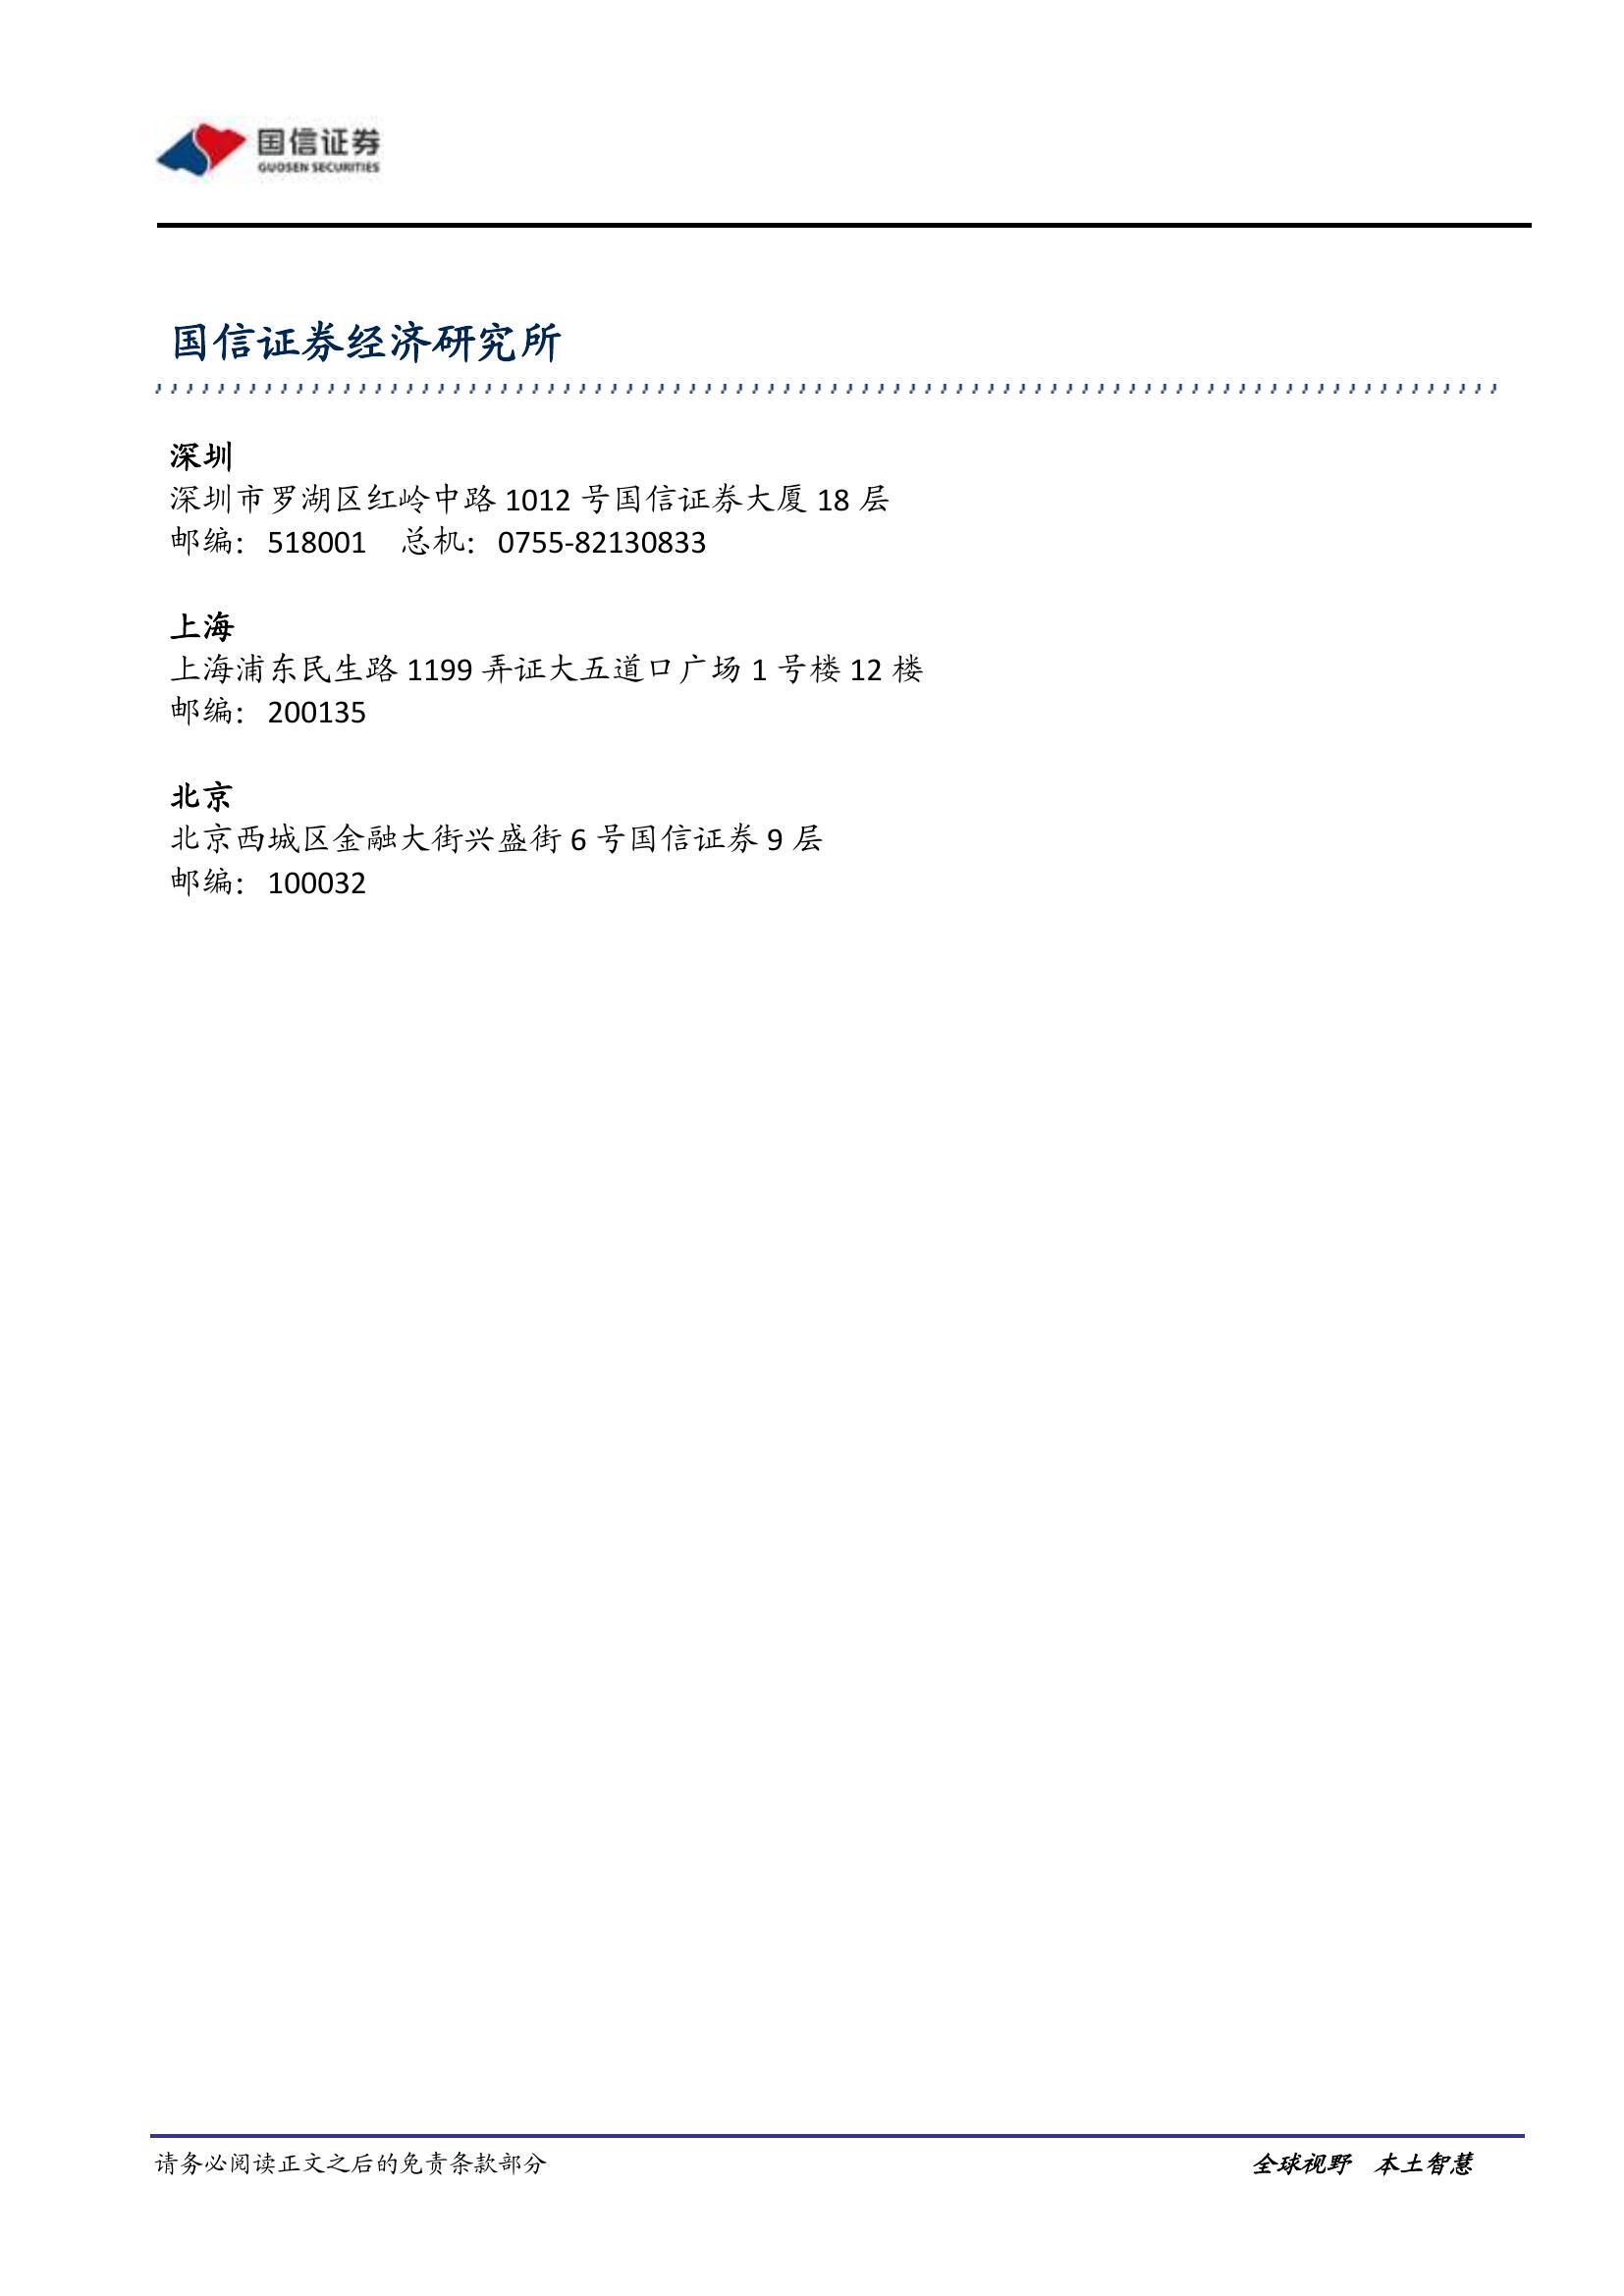 国信证券
GUOSEN SECURITIES
国信证券经济研究所
深圳
深圳市罗湖区红岭中路 1012 号国信证券大厦 18 层
邮编：518001 总机：0755-82130833
上海
上海浦东民生路 1199 弄证大五道口广场 1 号楼 12 楼
邮编：200135
北京
北京西城区金融大街兴盛街 6 号国信证券 9 层
邮编：100032
请务必阅读正文之后的免责条款部分 全球视野 本土智慧